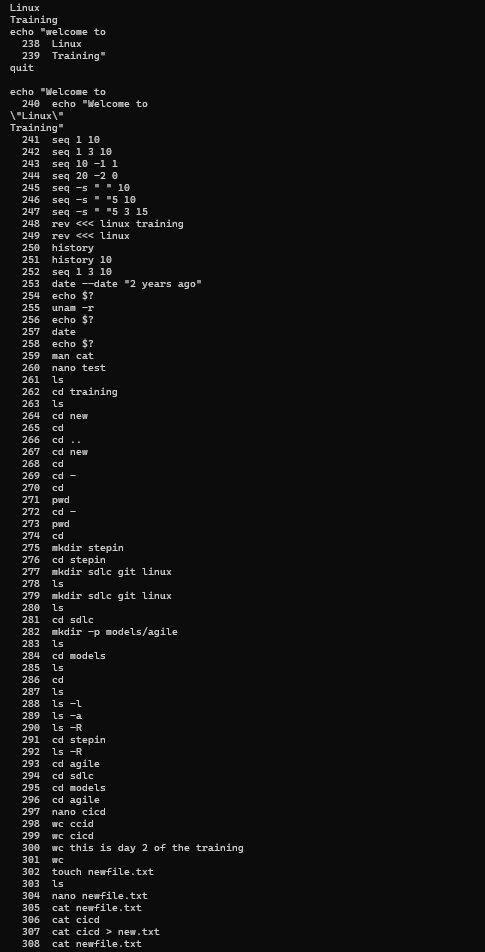 Linux
Training
echo "welcome to
238 Linux
239 Training"
quit
echo "Welcome to
240 echo "Welcome to
\"Linux\"
Training"
241 seq 1 10
242 seq 1 3 10
243 seq 10 -1 1
244 seq 20 -2 0
245 seq -s " " 10
246 seq -s " "5 10
247 seq -s " "5 3 15
248 rev <<< linux training
249 rev <<< linux
250 history
251 history 10
252 seq 1 3 10
253 date --date "2 years ago"
254 echo $?
255 unam -r
256 echo $?
257 date
258 echo $?
259 man cat
260 nano test
261 ls
262 cd training
263 ls
264 cd new
265 cd
266 cd ..
267 cd new
268 cd
269 cd -
270 cd
271 pwd
272 cd -
273 pwd
274 cd
275 mkdir stepin
276 cd stepin
277 mkdir sdlc git linux
278 ls
279 mkdir sdlc git linux
280 ls
281 cd sdlc
282 mkdir -p models/agile
283 ls
284 cd models
285 ls
286 cd
287 ls
288 ls -l
289 ls -a
290 ls -R
291 cd stepin
292 ls -R
293 cd agile
294 cd sdlc
295 cd models
296 cd agile
297 nano cicd
298 wc ccid
299 wc cicd
300 wc this is day 2 of the training
301 wc
302 touch newfile.txt
303 ls
304 nano newfile.txt
305 cat newfile.txt
306 cat cicd
307 cat cicd > new.txt
308 cat newfile.txt